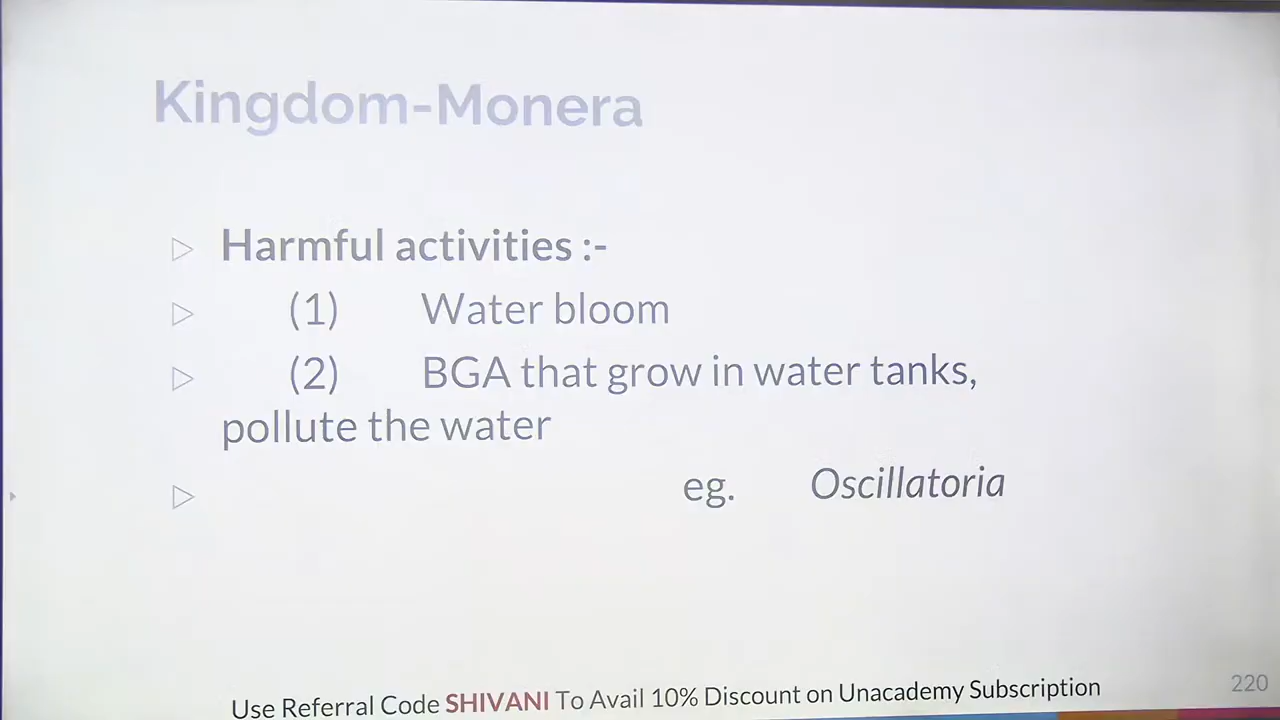 Kingdom-Monera
Harmful activities :-
(1) Water bloom
(2) BGA that grow in water tanks,
pollute the water
eg. Oscillatoria
Use Referral Code SHIVANI To Avail 10% Discount on Unacademy Subscription
220